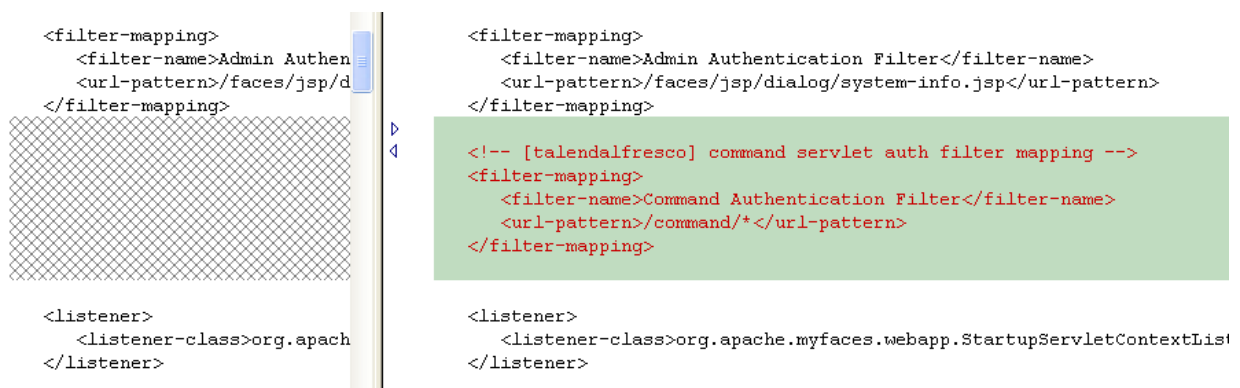 <filter-mapping>
<filter-name>Admin Authen
<url-pattern>/faces/jsp/d
</filter-mapping>
<listener>
<listener-class>org.apach
</listener>
<filter-mapping>
<filter-name>Admin Authentication Filter</filter-name>
<url-pattern>/faces/jsp/dialog/system-info.jsp</url-pattern>
</filter-mapping>
<!-- [talendalfresco] command servlet auth filter mapping -->
<filter-mapping>
<filter-name>Command Authentication Filter</filter-name>
<url-pattern>/command/*</url-pattern>
</filter-mapping>
<listener>
<listener-class>org.apache.myfaces.webapp.StartupServletContextList
</listener>